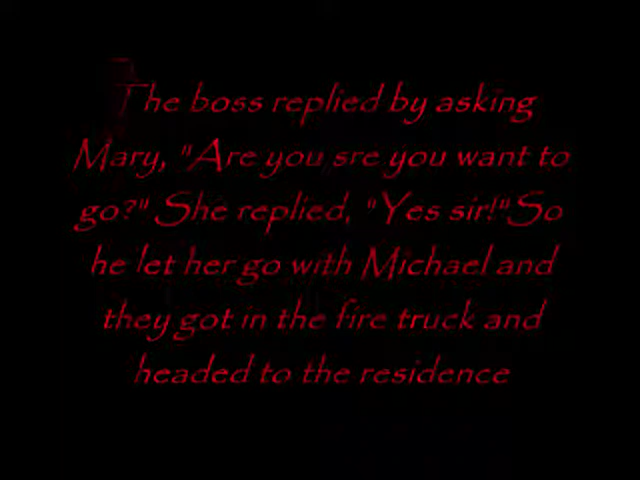 The boss replied by asking
Mary, "Are you sre you want to
go?" She replied, "Yes sir!"So
he let her go with Michael and
they got in the fire truck and
headed to the residence